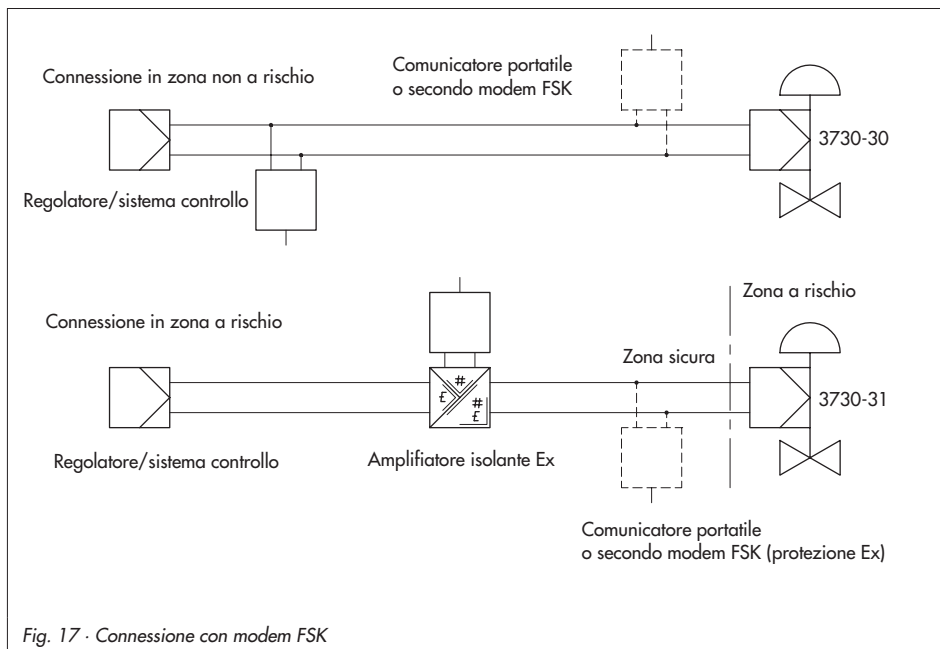 Connessione in zona non a rischio
Comunicatore portatile
o secondo modem FSK
3730-30
Regolatore/sistema controllo
Zona a rischio
Connessione in zona a rischio
Zona sicura
3730-31
Regolatore/sistema controllo
Amplifiatore isolante Ex
Comunicatore portatile
o secondo modem FSK (protezione Ex)
Fig. 17 · Connessione con modem FSK